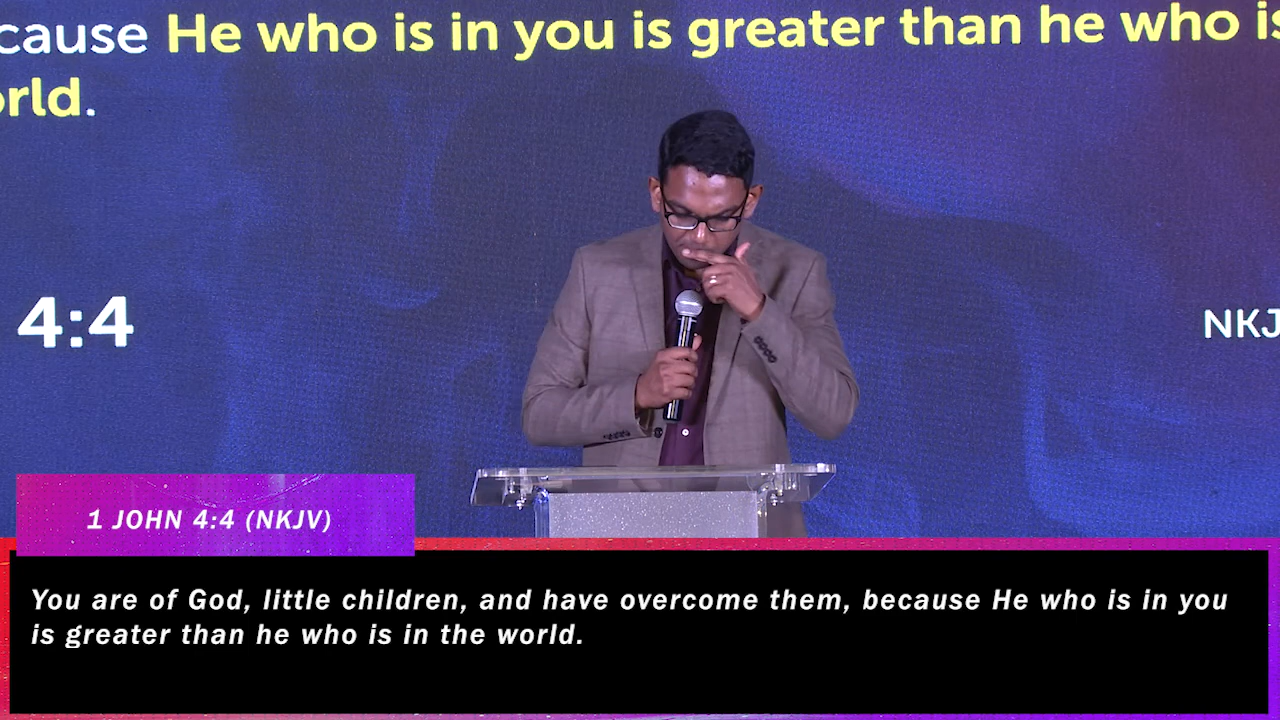 cause He who is in you is greater than he who is
orld.
4:4
NKJ
1 JOHN 4:4 (NKJV)
You are of God, little children, and have overcome them, because He who is in you
is greater than he who is in the world.